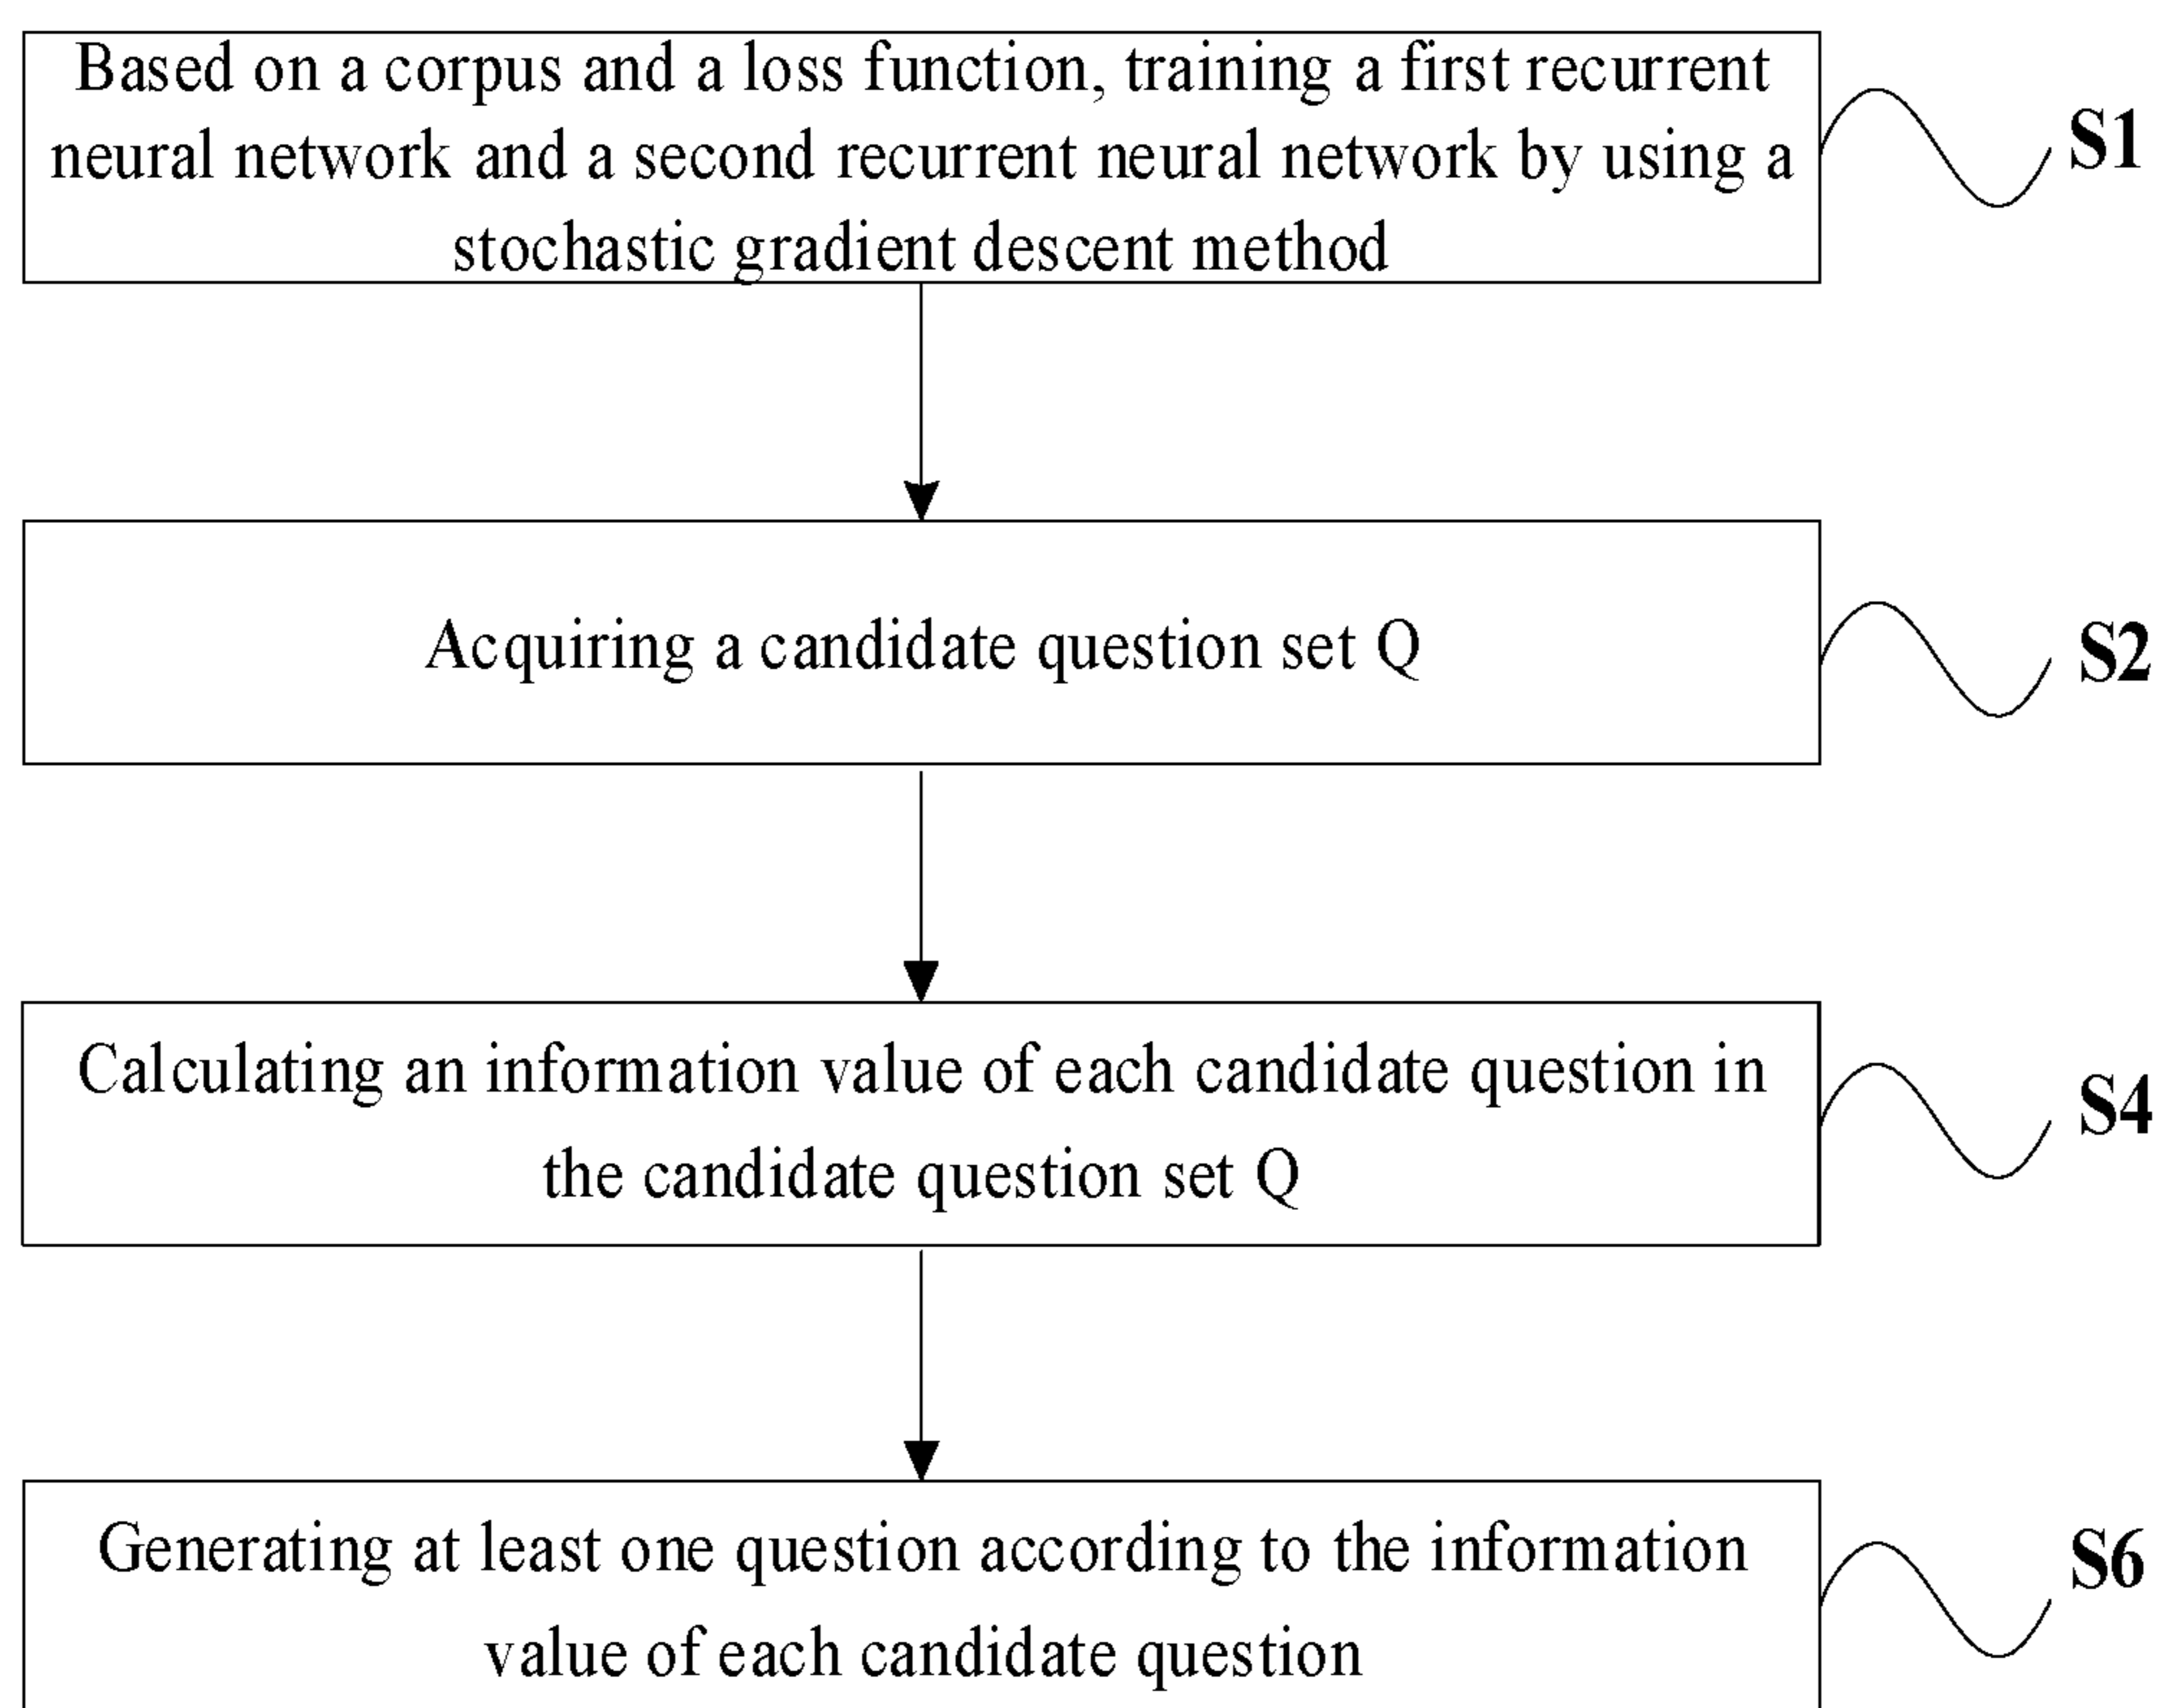 Based on a corpus and a loss function, training a first recurrent
neural network and a second recurrent neural network by using a
stochastic gradient descent method
S1
Acquiring a candidate question set Q
S2
Calculating an information value of each candidate question in
the candidate question set Q
S4
Generating at least one question according to the information
value of each candidate question
S6